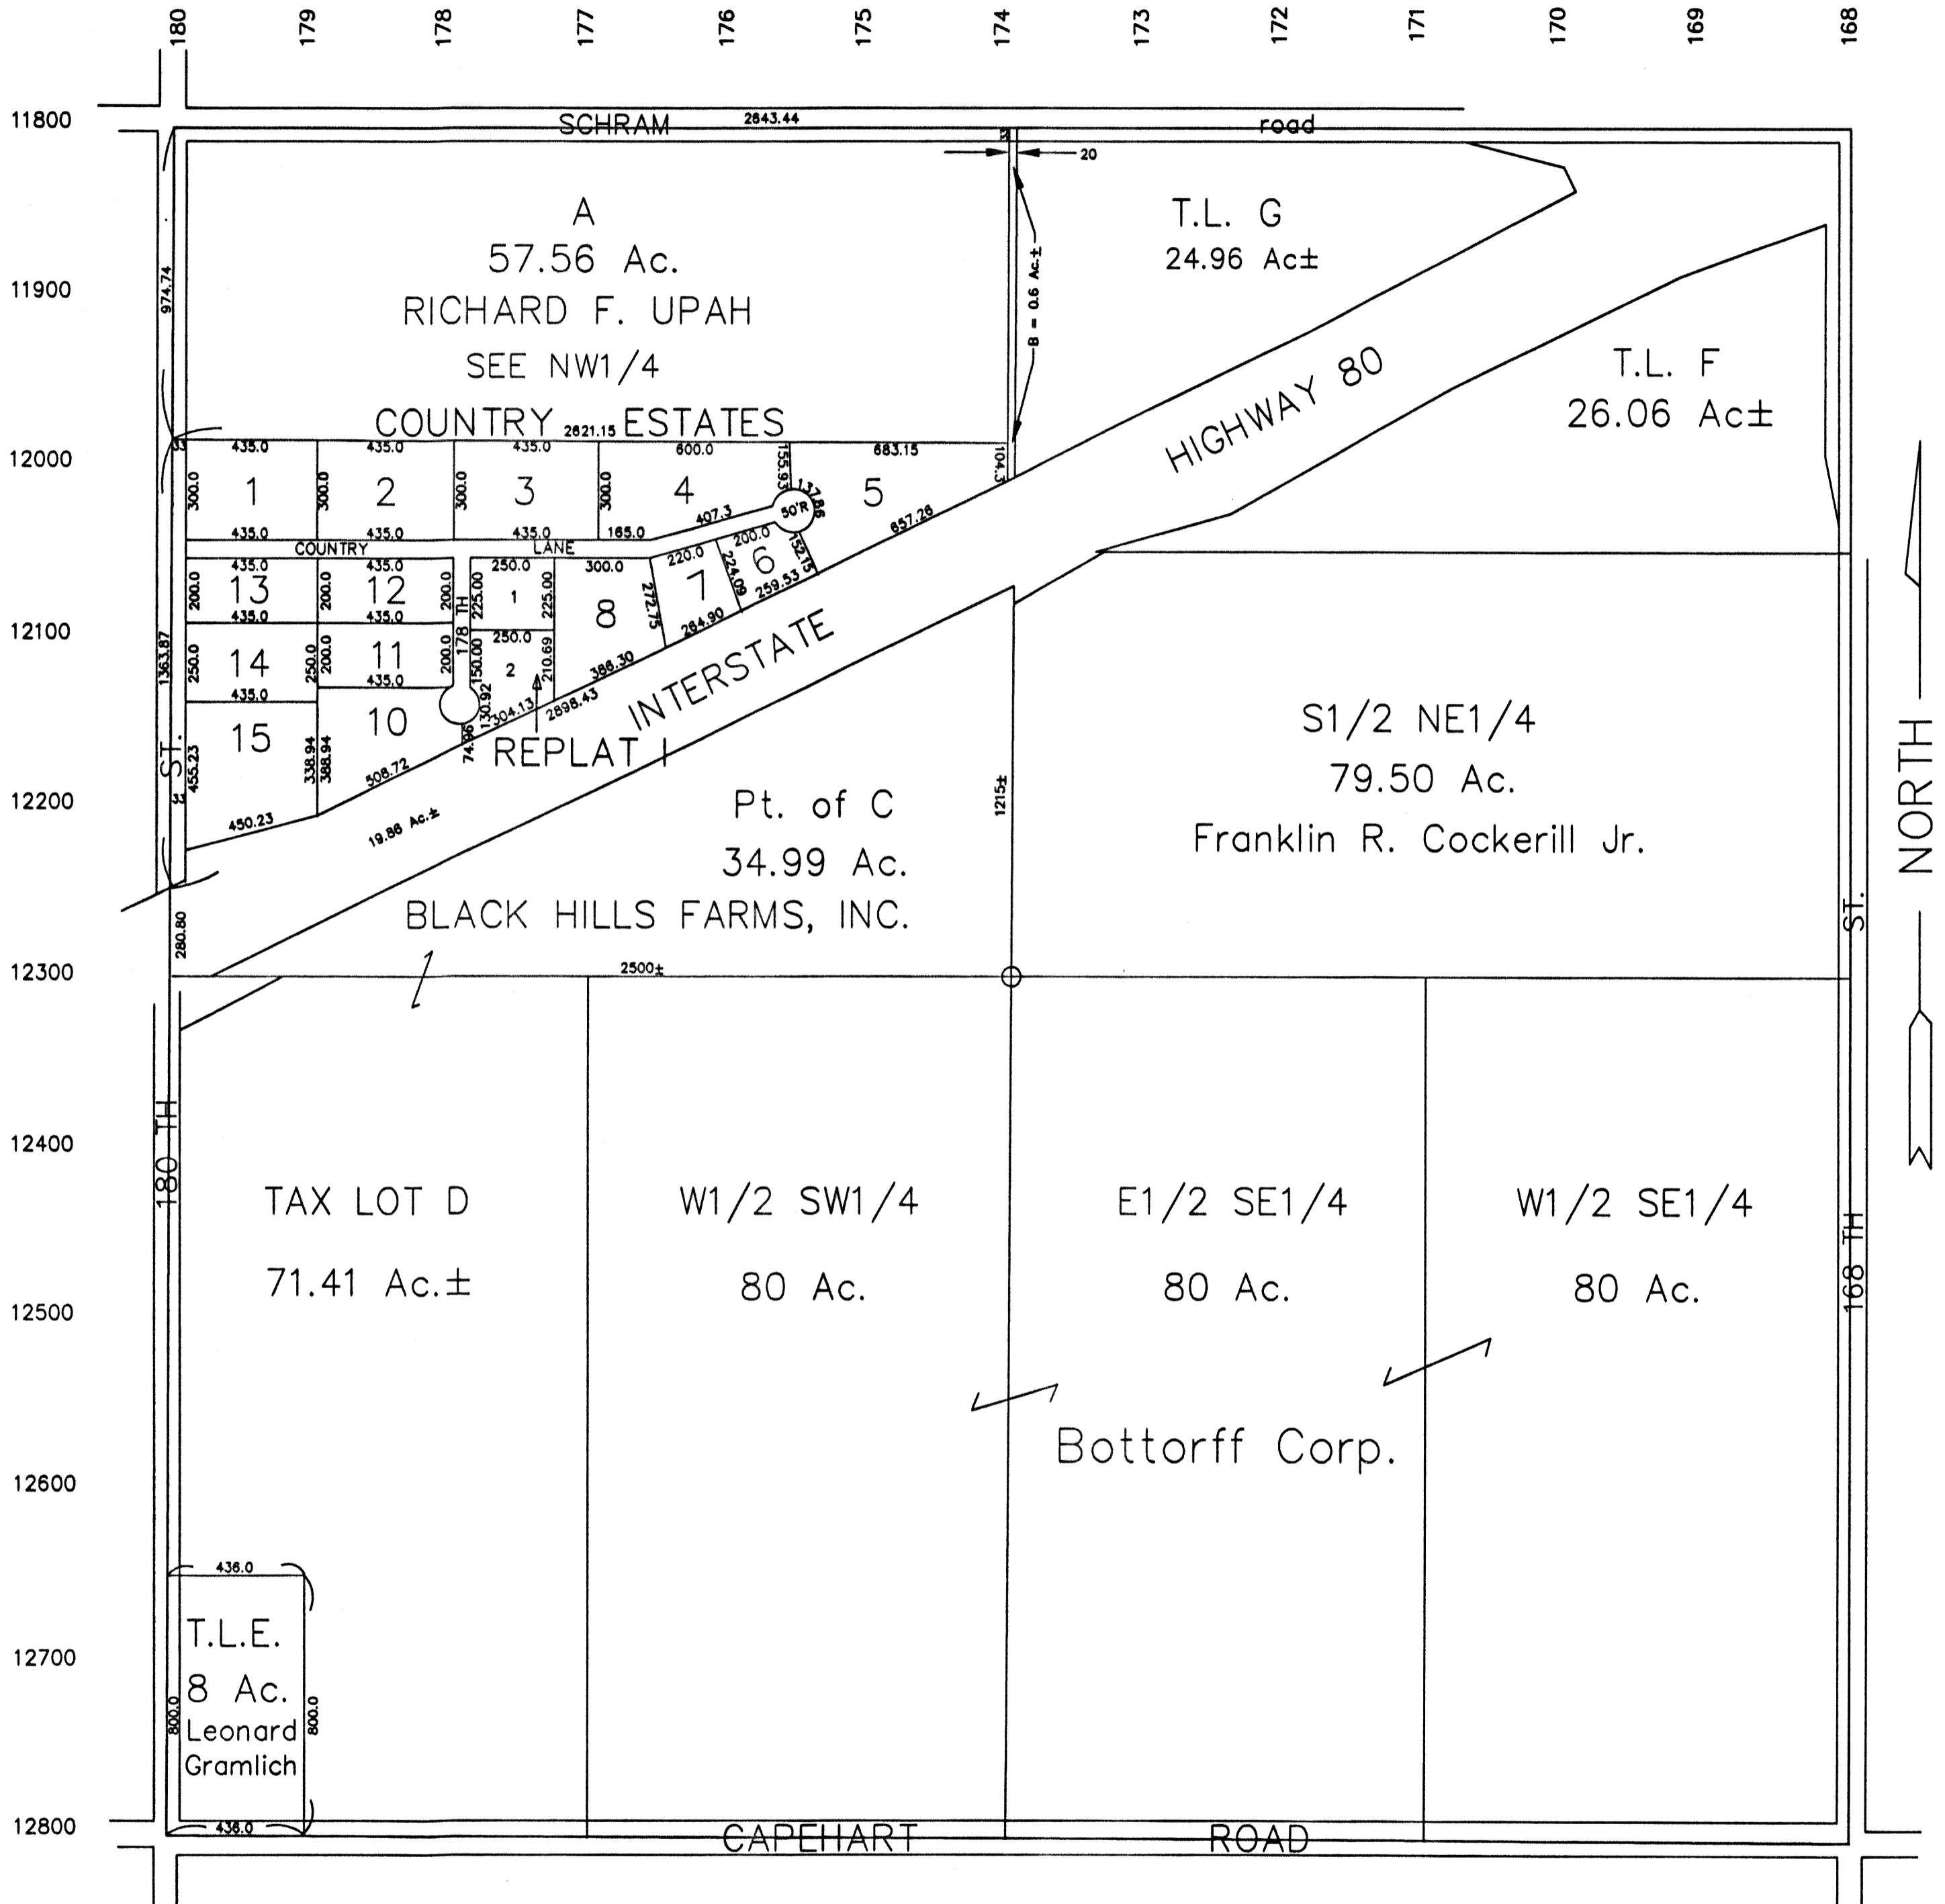 180 179 178 177 176 175 174 173 172 171 170 169 168
11800
SCHRAM 2643.44 road
33
20
A
57.56 Ac.
RICHARD F. UPAH
SEE NW1/4
T.L. G
24.96 Ac±
B = 0.6 Ac.±
974.74
11900
HIGHWAY 80
T.L. F
26.06 Ac±
COUNTRY 2621.15 ESTATES
12000
33
435.0 435.0 435.0 600.0 683.15
300.0 1 300.0 2 300.0 3 300.0 4 155.93 5 104.3
137.86
50'R
407.3
657.26
435.0 435.0 435.0 165.0
COUNTRY LANE
435.0 435.0 250.0 300.0 220.0 200.0
200.0 13 200.0 12 200.0 178 TH 225.00 1 225.00 8 272.75 7 224.09 6 152.15
435.0 435.0 250.0 264.90 259.53
12100
1363.87
250.0 14 250.0 200.0 11 200.0 150.00 2 210.69 386.30
435.0 435.0
130.92
304.13 2898.43
INTERSTATE
455.23 15 338.94 388.94 10 74.96
REPLAT 1
508.72
ST.
33
12200
450.23
19.86 Ac.±
Pt. of C
34.99 Ac.
BLACK HILLS FARMS, INC.
1215±
S1/2 NE1/4
79.50 Ac.
Franklin R. Cockerill Jr.
NORTH
ST.
280.80
12300
2500±
12400
180 TH
TAX LOT D
71.41 Ac.±
W1/2 SW1/4
80 Ac.
E1/2 SE1/4
80 Ac.
W1/2 SE1/4
80 Ac.
168 TH
12500
Bottorff Corp.
12600
436.0
T.L.E.
8 Ac.
Leonard
Gramlich
800.0
800.0
12700
12800
436.0
CAPEHART ROAD